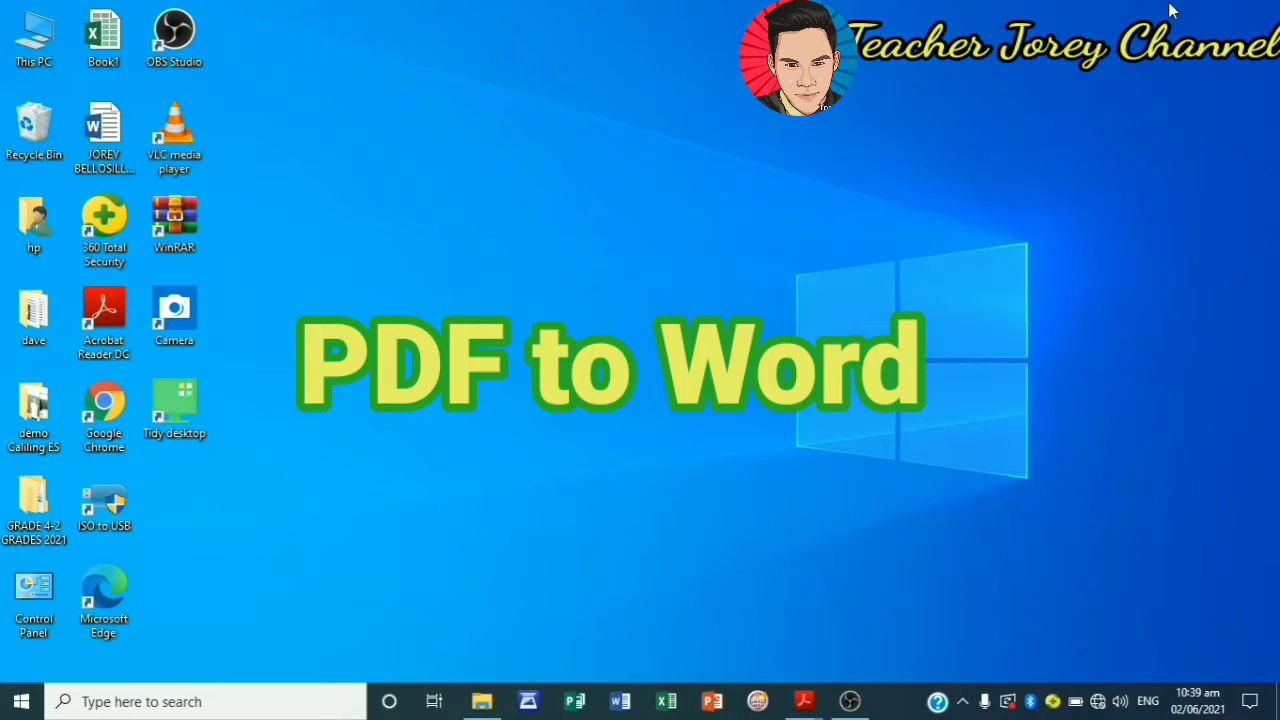 Teacher Jorey Channel
This PC
Book1
OBS Studio
Recycle Bin
JOREY
BELLOSILL...
VLC media
player
hp
360 Total
Security
WinRAR
dave
Acrobat
Reader DC
Camera
PDF to Word
demo
Caliling ES
Google
Chrome
Tidy desktop
GRADE 4-2
GRADES 2021
ISO to USB
Control
Panel
Microsoft
Edge
Type here to search
ENG
10:39 am
02/06/2021